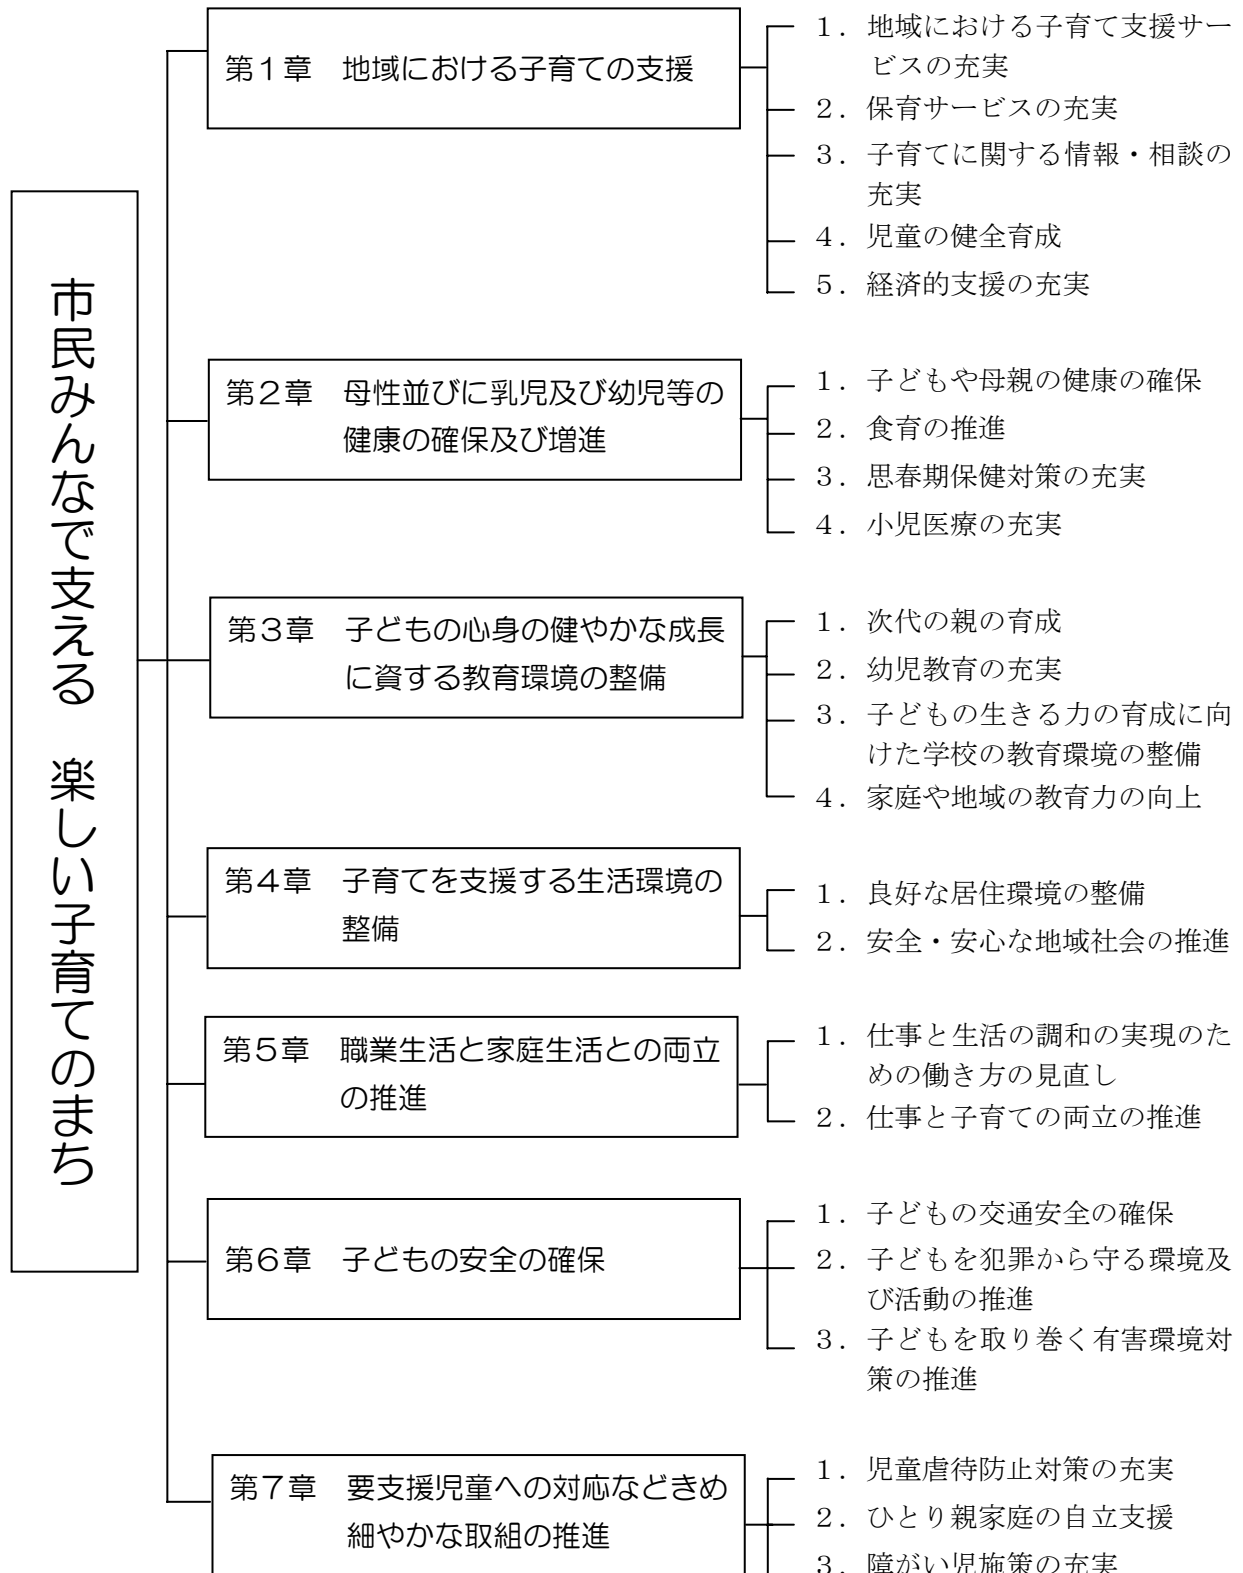 市民みんなで支える　楽しい子育てのまち
第１章　地域における子育ての支援
１．地域における子育て支援サー
ビスの充実
２．保育サービスの充実
３．子育てに関する情報・相談の
充実
４．児童の健全育成
５．経済的支援の充実
第２章　母性並びに乳児及び幼児等の
健康の確保及び増進
１．子どもや母親の健康の確保
２．食育の推進
３．思春期保健対策の充実
４．小児医療の充実
第３章　子どもの心身の健やかな成長
に資する教育環境の整備
１．次代の親の育成
２．幼児教育の充実
３．子どもの生きる力の育成に向
けた学校の教育環境の整備
４．家庭や地域の教育力の向上
第４章　子育てを支援する生活環境の
整備
１．良好な居住環境の整備
２．安全・安心な地域社会の推進
第５章　職業生活と家庭生活との両立
の推進
１．仕事と生活の調和の実現のた
めの働き方の見直し
２．仕事と子育ての両立の推進
第６章　子どもの安全の確保
１．子どもの交通安全の確保
２．子どもを犯罪から守る環境及
び活動の推進
３．子どもを取り巻く有害環境対
策の推進
第７章　要支援児童への対応などきめ
細やかな取組の推進
１．児童虐待防止対策の充実
２．ひとり親家庭の自立支援
３．障がい児施策の充実